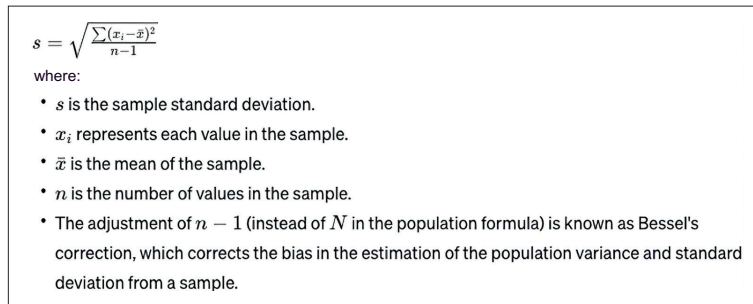 s = √(∑(xᵢ−x̄)² / n−1)
where:
• s is the sample standard deviation.
• xᵢ represents each value in the sample.
• x̄ is the mean of the sample.
• n is the number of values in the sample.
• The adjustment of n − 1 (instead of N in the population formula) is known as Bessel's
correction, which corrects the bias in the estimation of the population variance and standard
deviation from a sample.